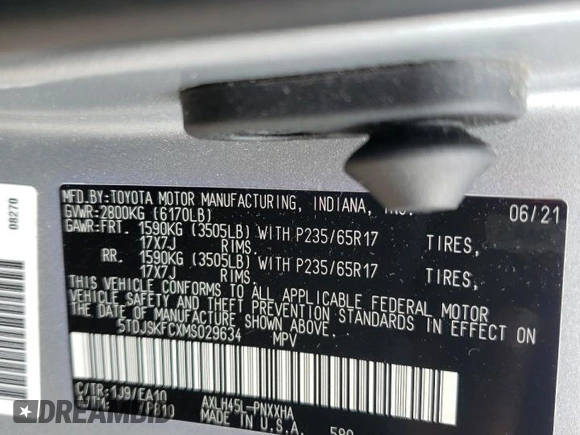 MFD.BY:TOYOTA MOTOR MANUFACTURING, INDIANA, INC. 06/21
GVWR:2800KG (6170LB)
GAWR:FRT. 1590KG (3505LB) WITH P235/65R17 TIRES,
17X7J RIMS
RR. 1590KG (3505LB) WITH P235/65R17 TIRES,
17X7J RIMS
THIS VEHICLE CONFORMS TO ALL APPLICABLE FEDERAL MOTOR
VEHICLE SAFETY AND THEFT PREVENTION STANDARDS IN EFFECT ON
THE DATE OF MANUFACTURE SHOWN ABOVE.
5TDJSKFCXMS029634 MPV
C/TR:1J9/EA10
AXLH45L-PNXXHA
MADE IN U.S.A.
08270
DREAMBID